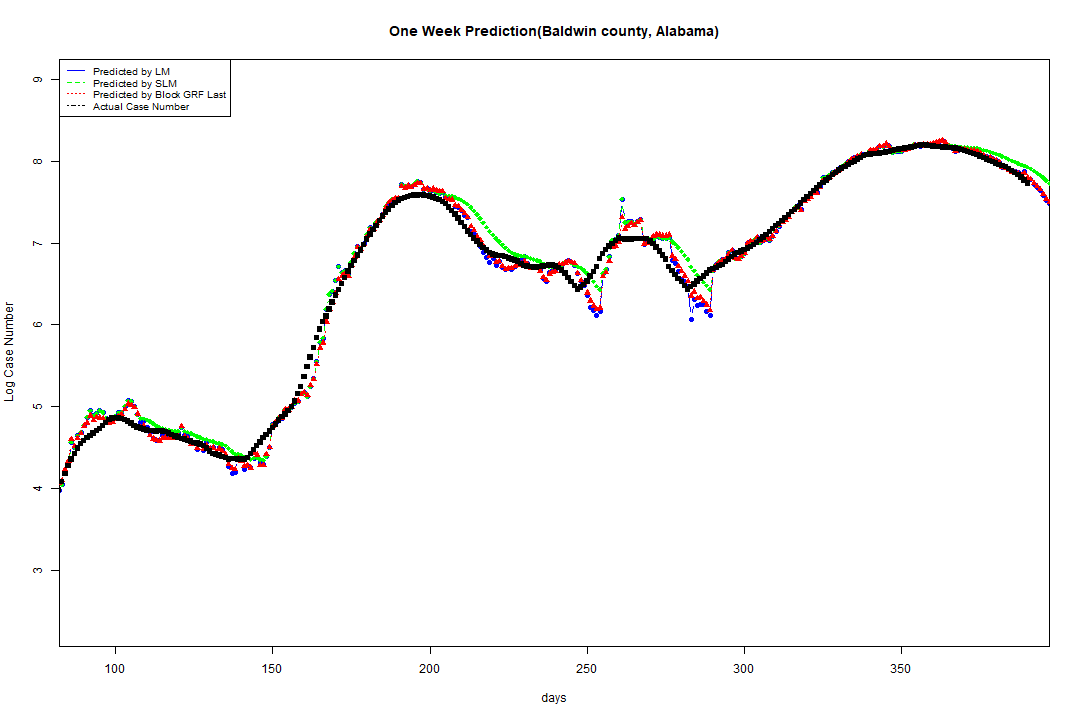 One Week Prediction(Baldwin county, Alabama)
Predicted by LM
Predicted by SLM
Predicted by Block GRF Last
Actual Case Number
9
8
7
6
5
4
3
Log Case Number
100 150 200 250 300 350
days